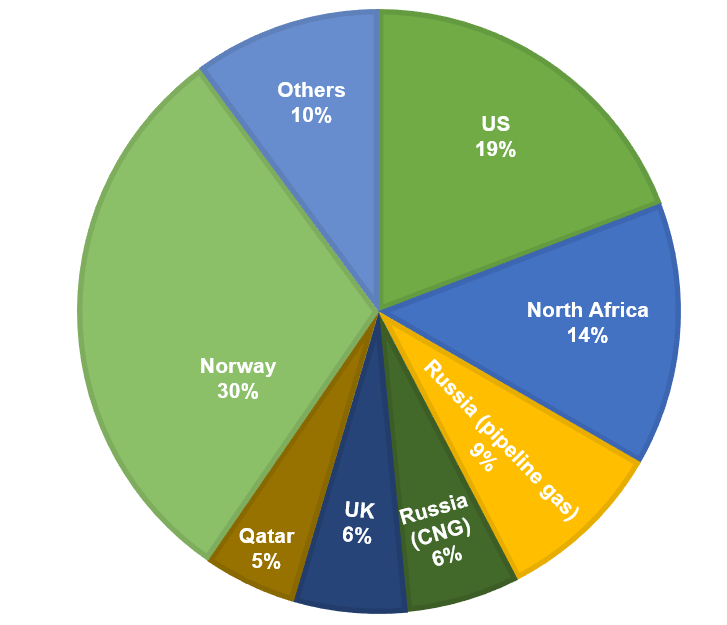 Others
10%
US
19%
North Africa
14%
Russia (pipeline gas)
9%
Russia
(CNG)
6%
UK
6%
Qatar
5%
Norway
30%